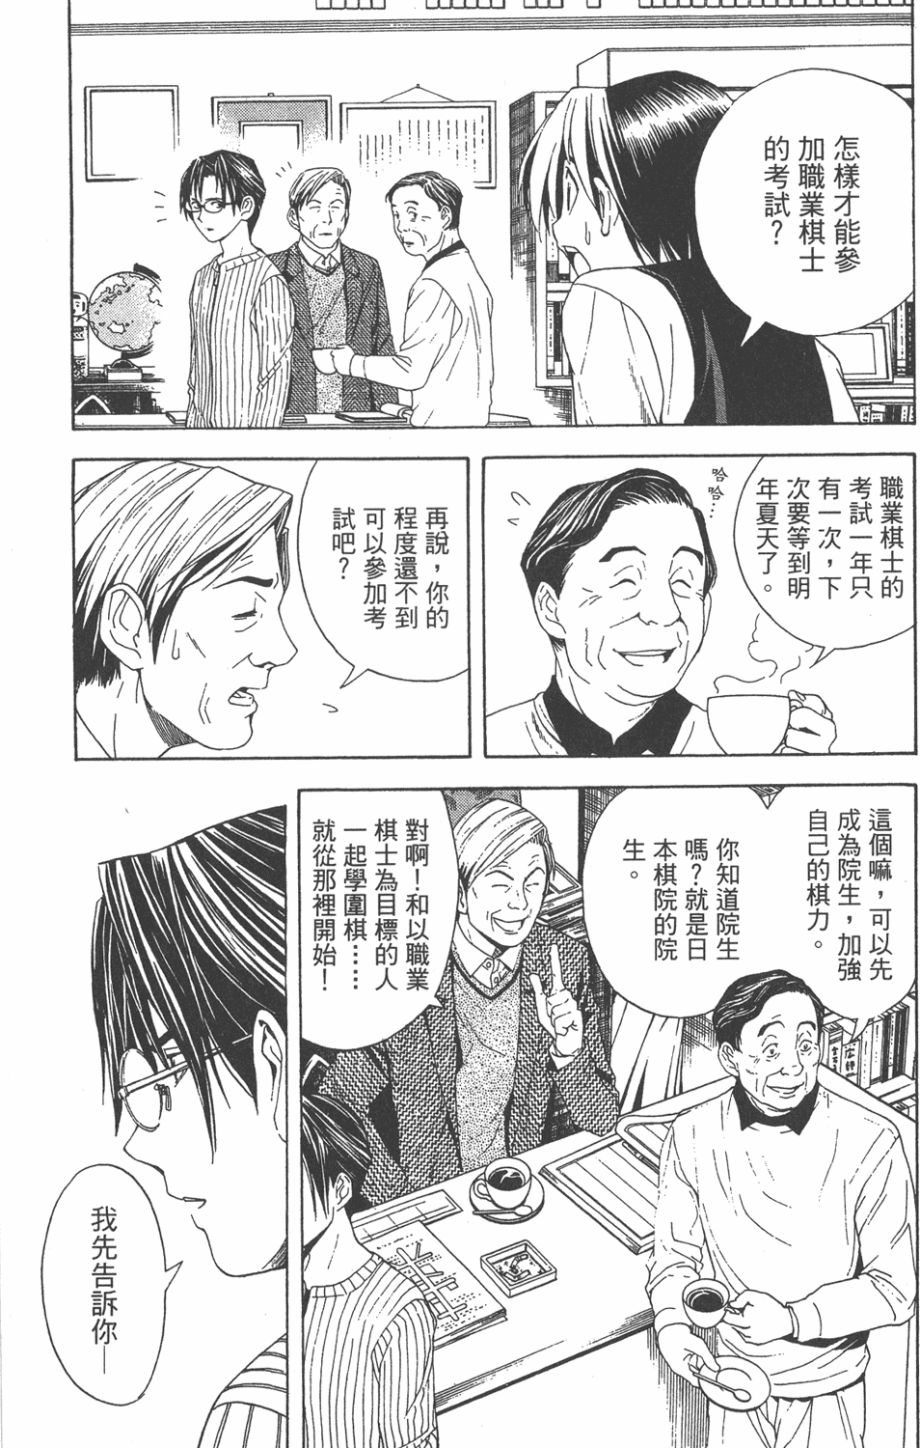 怎樣才能參
加職業棋士
的考試？
職業棋士的
考試一年只
有一次，下
次要等到明
年夏天了。
哈
哈…
再說，你的
程度還不到
可以參加考
試吧？
這個嘛，可以先
成為院生，加強
自己的棋力。
你知道院生
嗎？就是日
本棋院的院
生。
對啊！和以職業
棋士為目標的人
一起學圍棋……
就從那裡開始！
我先告訴你—